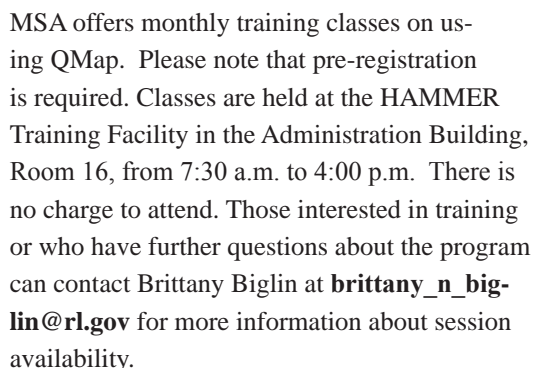 MSA offers monthly training classes on us-
ing QMap.  Please note that pre-registration
is required. Classes are held at the HAMMER
Training Facility in the Administration Building,
Room 16, from 7:30 a.m. to 4:00 p.m.  There is
no charge to attend. Those interested in training
or who have further questions about the program
can contact Brittany Biglin at brittany_n_big-
lin@rl.gov for more information about session
availability.